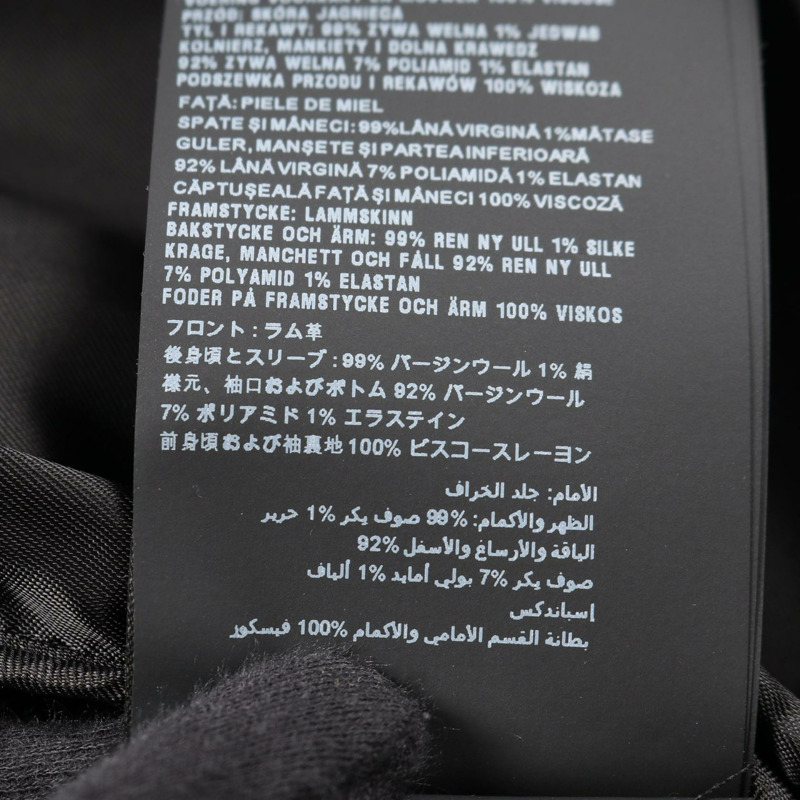 PRZÓD: SKÓRA JAGNIĘCA
TYŁ I RĘKAWY: 99% ŻYWA WEŁNA 1% JEDWAB
KOŁNIERZ, MANKIETY I DOLNA KRAWĘDŹ
92% ŻYWA WEŁNA 7% POLIAMID 1% ELASTAN
PODSZEWKA PRZODU I RĘKAWÓW 100% WISKOZA
FAȚĂ: PIELE DE MIEL
SPATE ȘI MÂNECI: 99% LÂNĂ VIRGINĂ 1% MĂTASE
GULER, MANȘETE ȘI PARTEA INFERIOARĂ
92% LÂNĂ VIRGINĂ 7% POLIAMIDĂ 1% ELASTAN
CĂPTUȘEALĂ FAȚĂ ȘI MÂNECI 100% VISCOZĂ
FRAMSTYCKE: LAMMSKINN
BAKSTYCKE OCH ÄRM: 99% REN NY ULL 1% SILKE
KRAGE, MANCHETT OCH FÅLL 92% REN NY ULL
7% POLYAMID 1% ELASTAN
FODER PÅ FRAMSTYCKE OCH ÄRM 100% VISKOS
フロント : ラム革
後身頃とスリーブ : 99% バージンウール 1% 絹
襟元、袖口およびボトム 92% バージンウール
7% ポリアミド 1% エラステイン
前身頃および袖裏地 100% ビスコースレーヨン
الأمام: جلد الخراف
الظهر والأكمام: 99% صوف بكر 1% حرير
الياقة والأرساغ والأسفل 92%
صوف بكر 7% بولي أمايد 1% ألياف
إسباندكس
بطانة القسم الأمامي والأكمام 100% فيسكوز